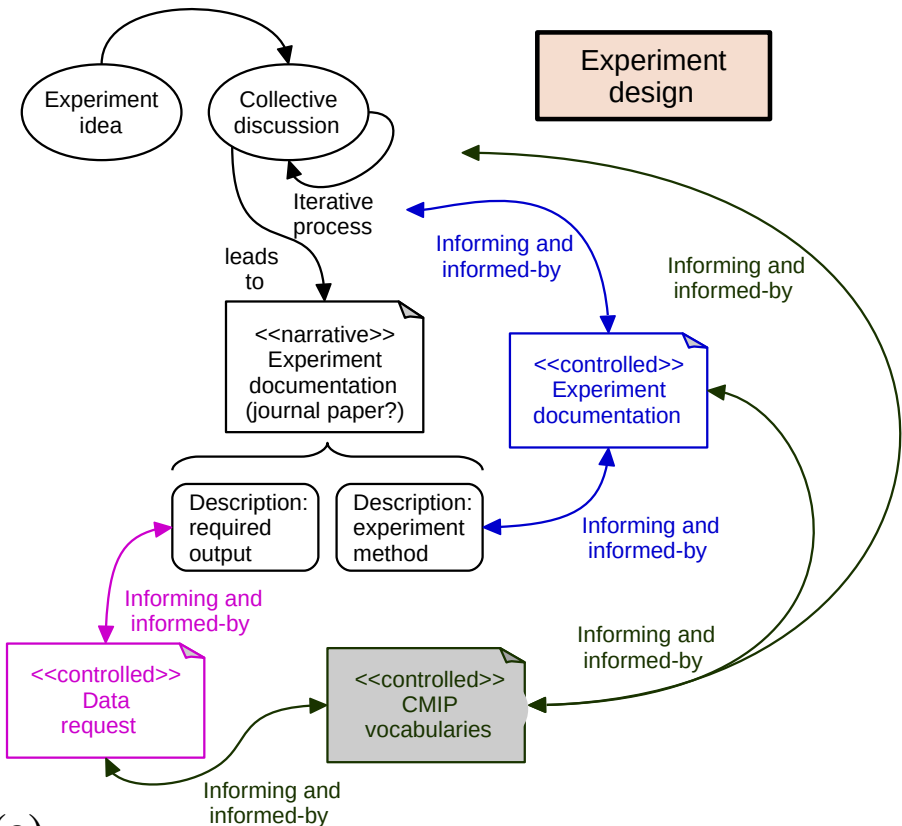 Experiment
design
Experiment
idea
Collective
discussion
Iterative
process
leads
to
Informing and
informed-by
Informing and
informed-by
<<narrative>>
Experiment
documentation
(journal paper?)
<<controlled>>
Experiment
documentation
Description:
required
output
Description:
experiment
method
Informing and
informed-by
Informing and
informed-by
Informing and
informed-by
<<controlled>>
Data
request
<<controlled>>
CMIP
vocabularies
Informing and
informed-by